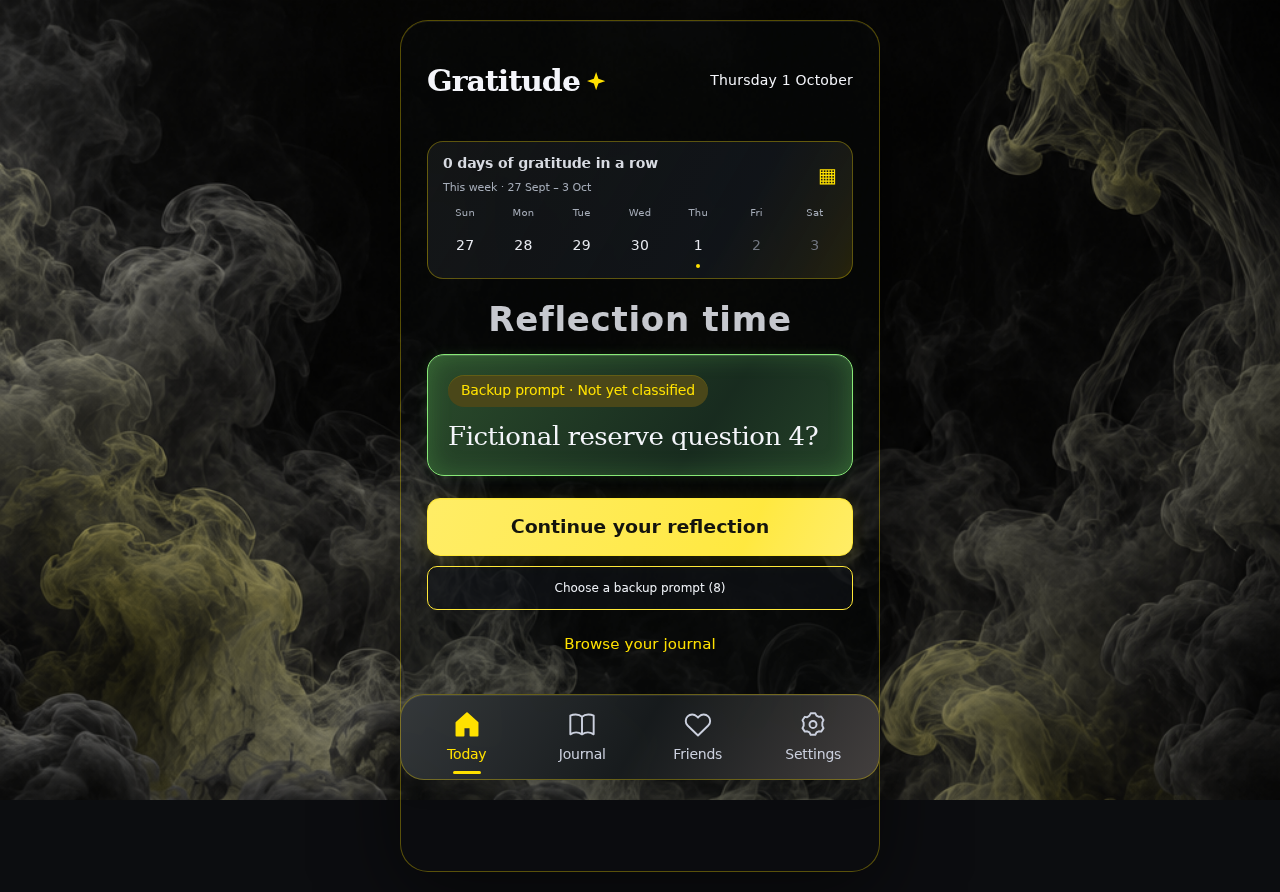 Gratitude
Thursday 1 October
0 days of gratitude in a row
This week · 27 Sept – 3 Oct
Sun Mon Tue Wed Thu Fri Sat
27 28 29 30 1 2 3
Reflection time
Backup prompt · Not yet classified
Fictional reserve question 4?
Continue your reflection
Choose a backup prompt (8)
Browse your journal
Today Journal Friends Settings